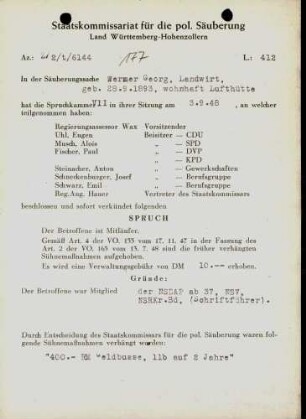 Staatskommissariat für die pol. Säuberung
Land Württemberg-Hohenzollern
Az.: 2/t/6144 177 L: 412
In der Säuberungssache Wermer Georg, Landwirt,
geb. 28.9.1893, wohnhaft Lufthütte
hat die Spruchkammer VII in ihrer Sitzung am 3.9.48, an welcher
teilgenommen haben:
Regierungsassessor Wax Vorsitzender
Uhl, Eugen Beisitzer — CDU
Musch, Alois „ — SPD
Fischer, Paul „ — DVP
„ — KPD
Steinacher, Anton „ — Gewerkschaften
Schneckenburger, Josef „ — Berufsgruppe
Schwarz, Emil „ — Berufsgruppe
Reg.Ang. Hauer Vertreter des Staatskommissars
beschlossen und sofort verkündet folgenden
SPRUCH
Der Betroffene ist Mitläufer.
Gemäß Art. 4 der VO. 133 vom 17. 11. 47 in der Fassung des
Art. 2 der VO. 165 vom 13. 7. 48 sind die früher verhängten
Sühnemaßnahmen aufgehoben.
Es wird eine Verwaltungsgebühr von DM 10.-- erhoben.
Gründe:
Der Betroffene war Mitglied der NSDAP ab 37, NSV,
NSRKr.Bd, (Schriftführer).
Durch Entscheidung des Staatskommissars für die pol. Säuberung waren fol-
gende Sühnemaßnahmen verhängt worden:
"400.- RM Geldbusse, 11b auf 2 Jahre"